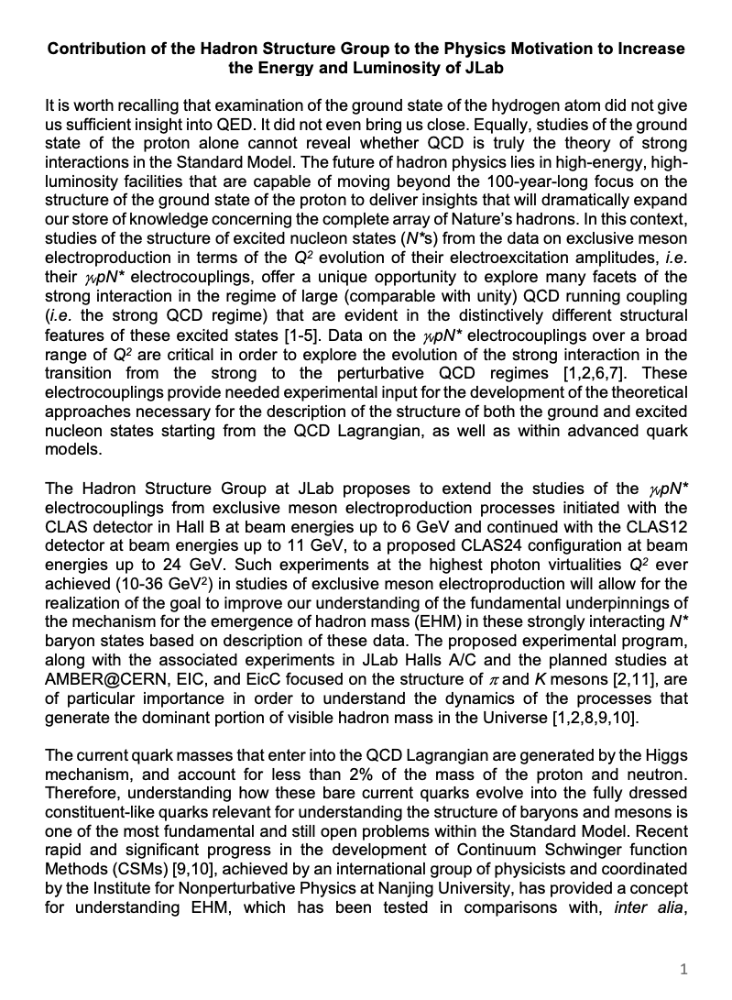 Contribution of the Hadron Structure Group to the Physics Motivation to Increase
the Energy and Luminosity of JLab
It is worth recalling that examination of the ground state of the hydrogen atom did not give
us sufficient insight into QED. It did not even bring us close. Equally, studies of the ground
state of the proton alone cannot reveal whether QCD is truly the theory of strong
interactions in the Standard Model. The future of hadron physics lies in high-energy, high-
luminosity facilities that are capable of moving beyond the 100-year-long focus on the
structure of the ground state of the proton to deliver insights that will dramatically expand
our store of knowledge concerning the complete array of Nature's hadrons. In this context,
studies of the structure of excited nucleon states (N*s) from the data on exclusive meson
electroproduction in terms of the Q² evolution of their electroexcitation amplitudes, i.e.
their γᵥpN* electrocouplings, offer a unique opportunity to explore many facets of the
strong interaction in the regime of large (comparable with unity) QCD running coupling
(i.e. the strong QCD regime) that are evident in the distinctively different structural
features of these excited states [1-5]. Data on the γᵥpN* electrocouplings over a broad
range of Q² are critical in order to explore the evolution of the strong interaction in the
transition from the strong to the perturbative QCD regimes [1,2,6,7]. These
electrocouplings provide needed experimental input for the development of the theoretical
approaches necessary for the description of the structure of both the ground and excited
nucleon states starting from the QCD Lagrangian, as well as within advanced quark
models.
The Hadron Structure Group at JLab proposes to extend the studies of the γᵥpN*
electrocouplings from exclusive meson electroproduction processes initiated with the
CLAS detector in Hall B at beam energies up to 6 GeV and continued with the CLAS12
detector at beam energies up to 11 GeV, to a proposed CLAS24 configuration at beam
energies up to 24 GeV. Such experiments at the highest photon virtualities Q² ever
achieved (10-36 GeV²) in studies of exclusive meson electroproduction will allow for the
realization of the goal to improve our understanding of the fundamental underpinnings of
the mechanism for the emergence of hadron mass (EHM) in these strongly interacting N*
baryon states based on description of these data. The proposed experimental program,
along with the associated experiments in JLab Halls A/C and the planned studies at
AMBER@CERN, EIC, and EicC focused on the structure of π and K mesons [2,11], are
of particular importance in order to understand the dynamics of the processes that
generate the dominant portion of visible hadron mass in the Universe [1,2,8,9,10].
The current quark masses that enter into the QCD Lagrangian are generated by the Higgs
mechanism, and account for less than 2% of the mass of the proton and neutron.
Therefore, understanding how these bare current quarks evolve into the fully dressed
constituent-like quarks relevant for understanding the structure of baryons and mesons is
one of the most fundamental and still open problems within the Standard Model. Recent
rapid and significant progress in the development of Continuum Schwinger function
Methods (CSMs) [9,10], achieved by an international group of physicists and coordinated
by the Institute for Nonperturbative Physics at Nanjing University, has provided a concept
for understanding EHM, which has been tested in comparisons with, inter alia,
1